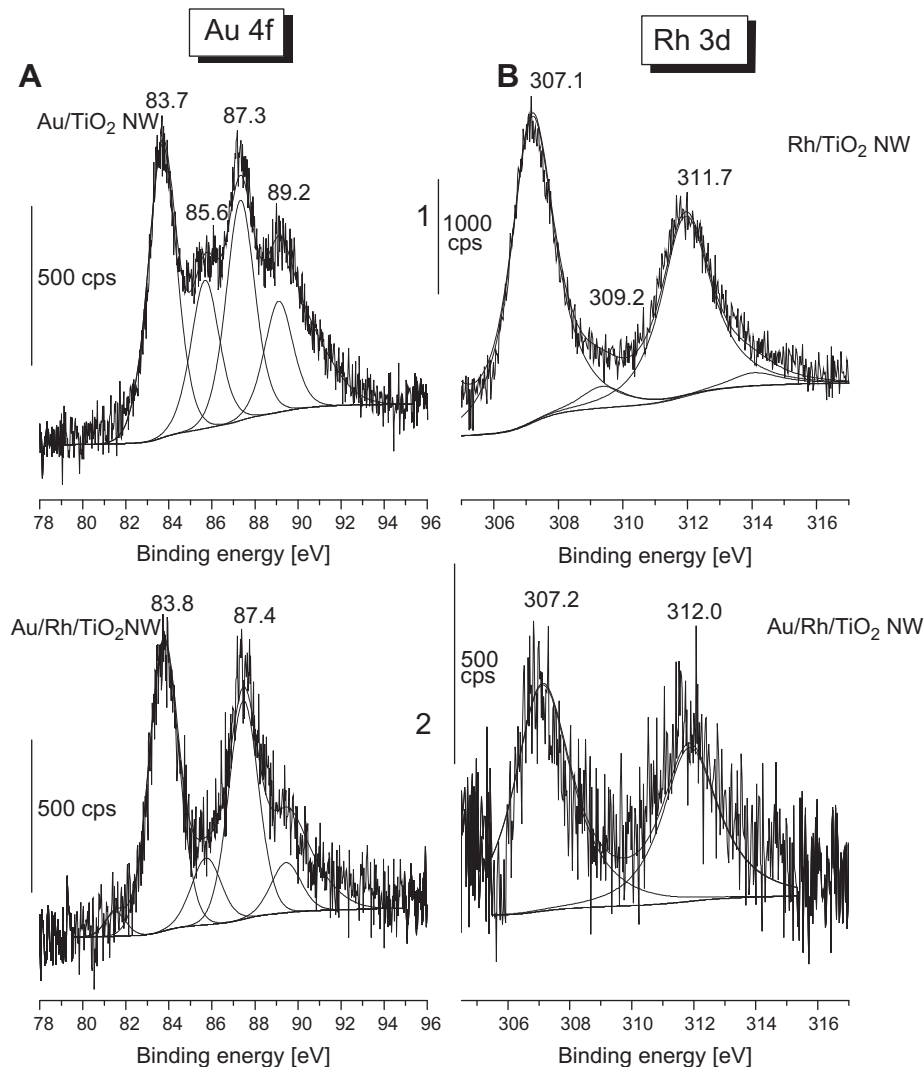 Au 4f
Rh 3d
A
B
83.7
87.3
85.6
89.2
Au/TiO₂ NW
500 cps
78 80 82 84 86 88 90 92 94 96
Binding energy [eV]
307.1
311.7
309.2
Rh/TiO₂ NW
1
1000
cps
306 308 310 312 314 316
Binding energy [eV]
83.8
87.4
Au/Rh/TiO₂NW
500 cps
78 80 82 84 86 88 90 92 94 96
Binding energy [eV]
2
307.2
312.0
Au/Rh/TiO₂ NW
500
cps
306 308 310 312 314 316
Binding energy [eV]